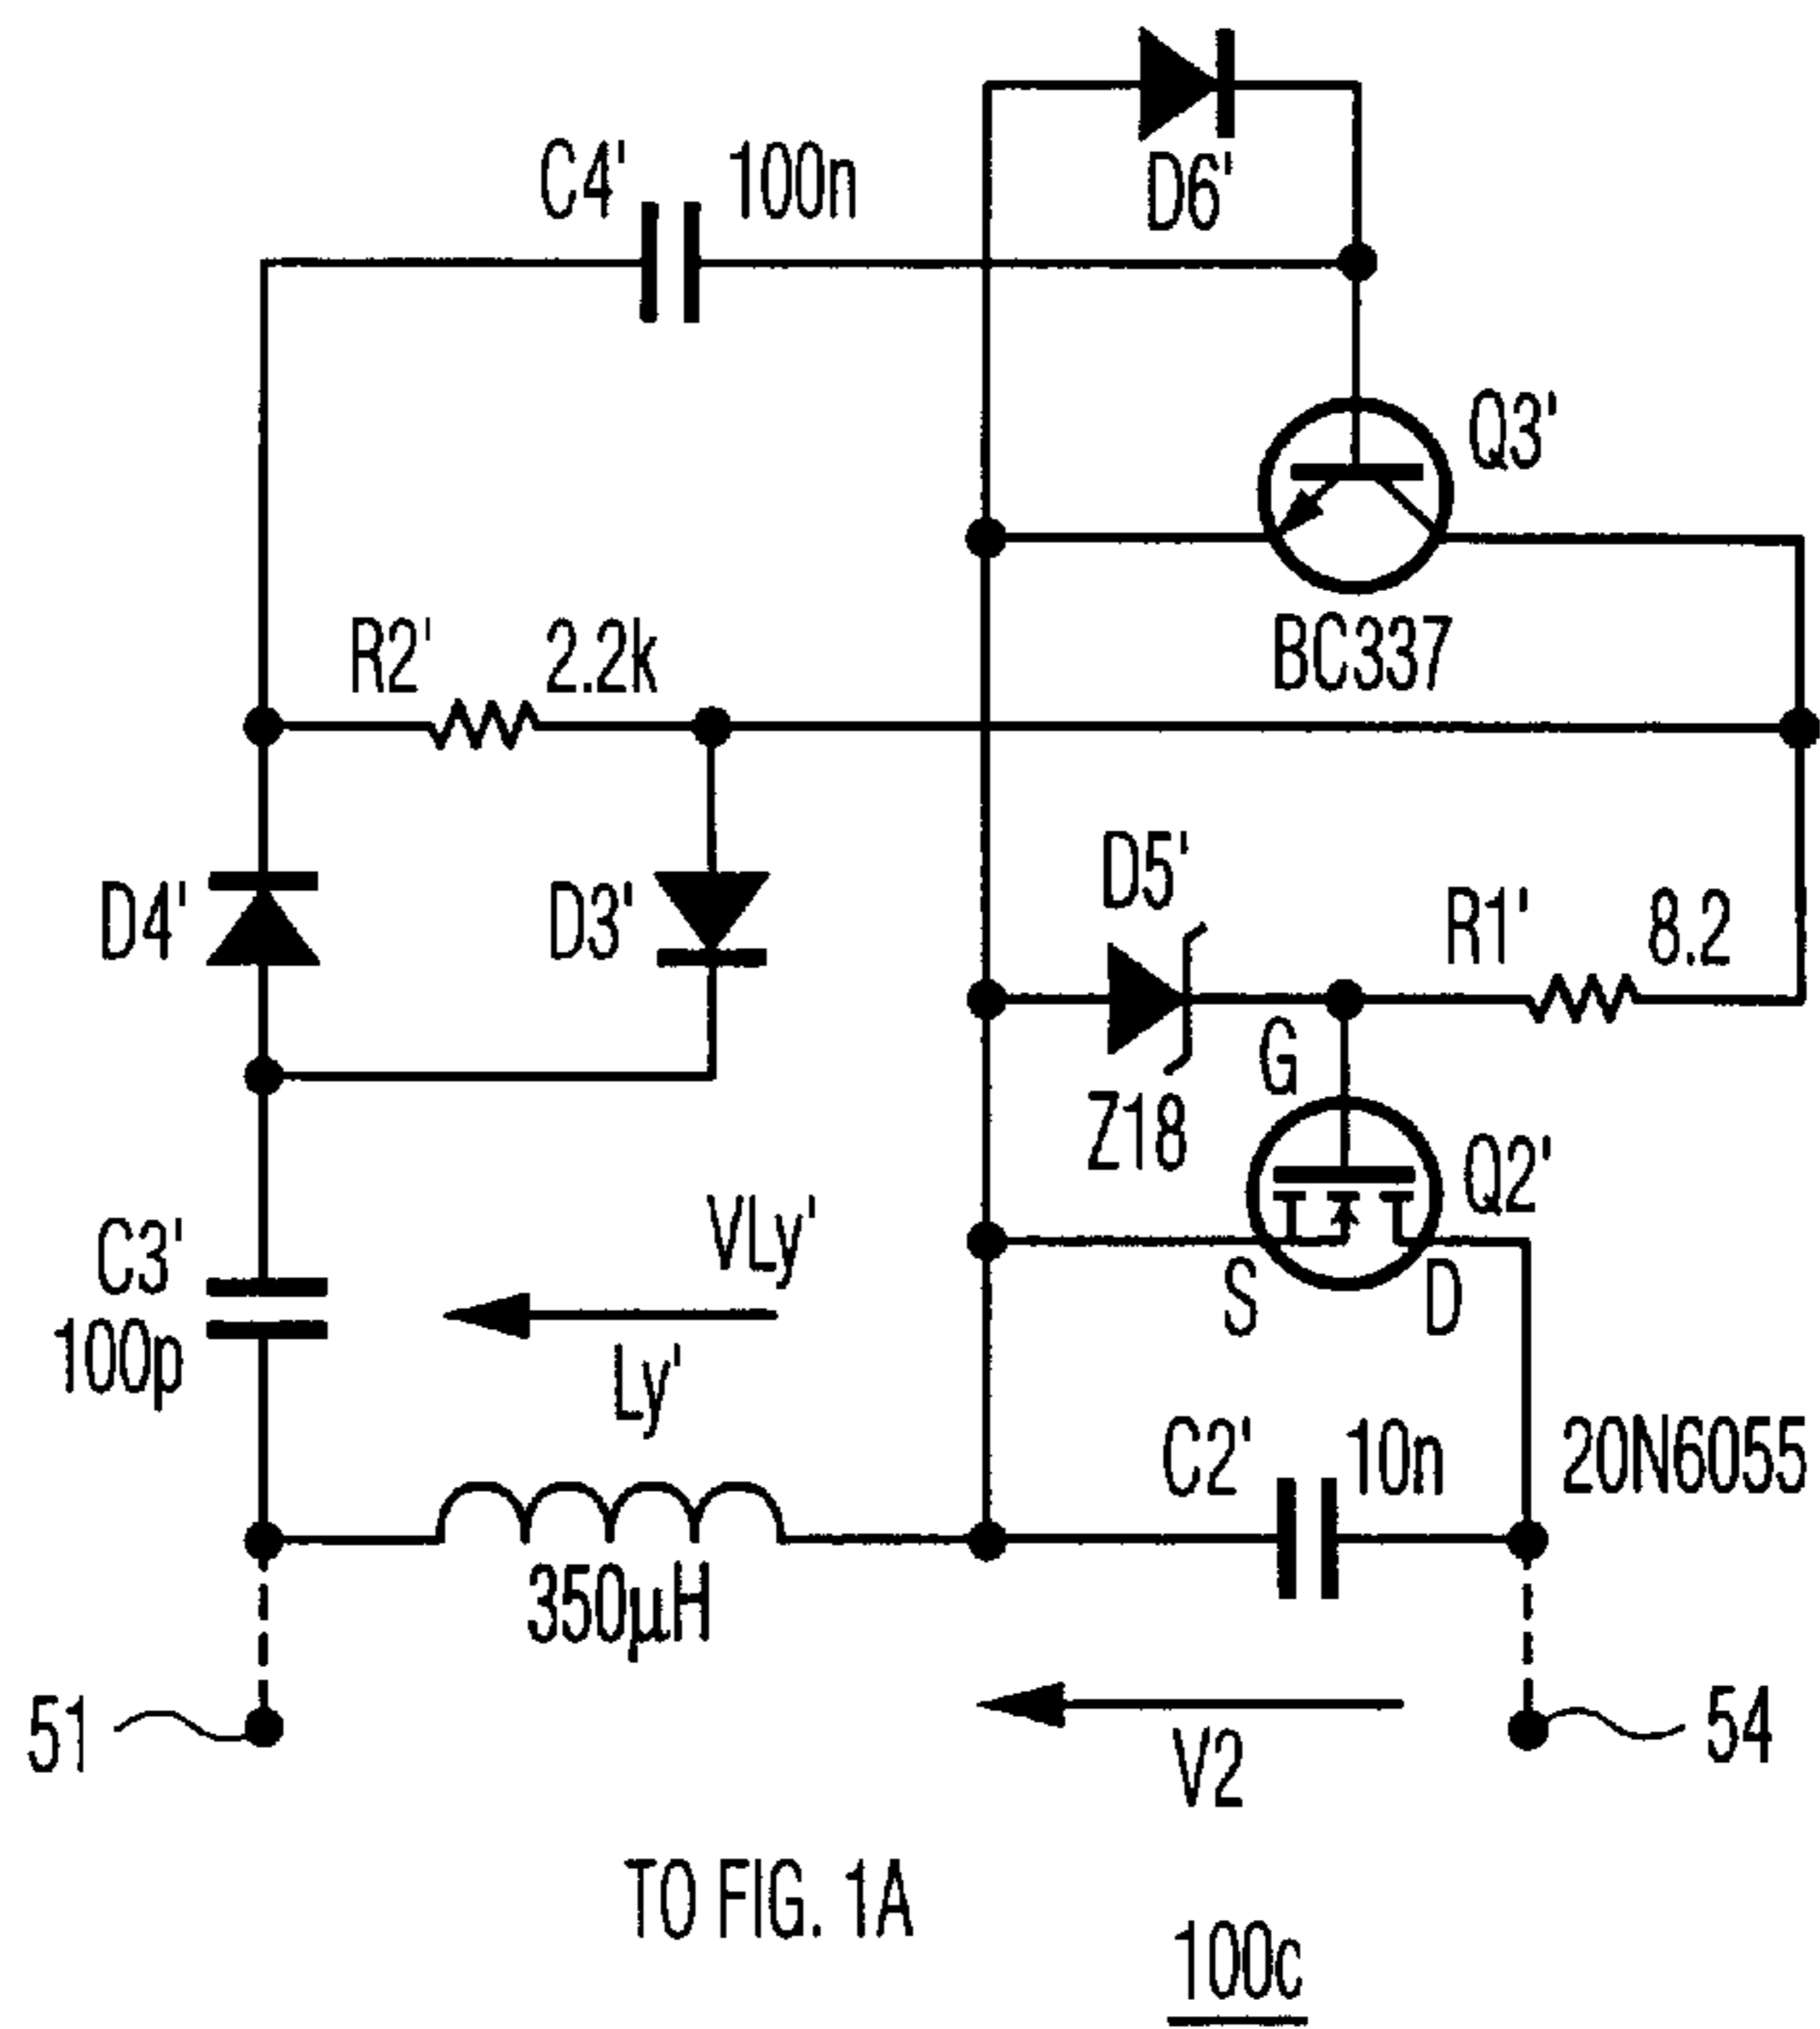 C4' 100n
D6'
Q3'
BC337
R2' 2.2k
D5'
R1' 8.2
D4'
D3'
G
Z18
Q2'
VLy'
C3'
100p
S
D
Ly'
C2' 10n
20N6055
350µH
51
54
V2
TO FIG. 1A
100c